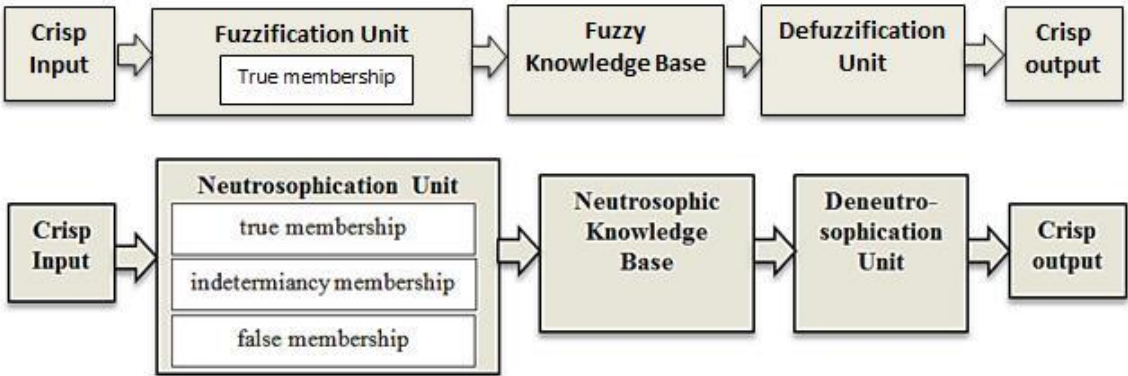 Crisp
Input
Fuzzification Unit
True membership
Fuzzy
Knowledge Base
Defuzzification
Unit
Crisp
output
Crisp
Input
Neutrosophication Unit
true membership
indetermiancy membership
false membership
Neutrosophic
Knowledge
Base
Deneutro-
sophication
Unit
Crisp
output